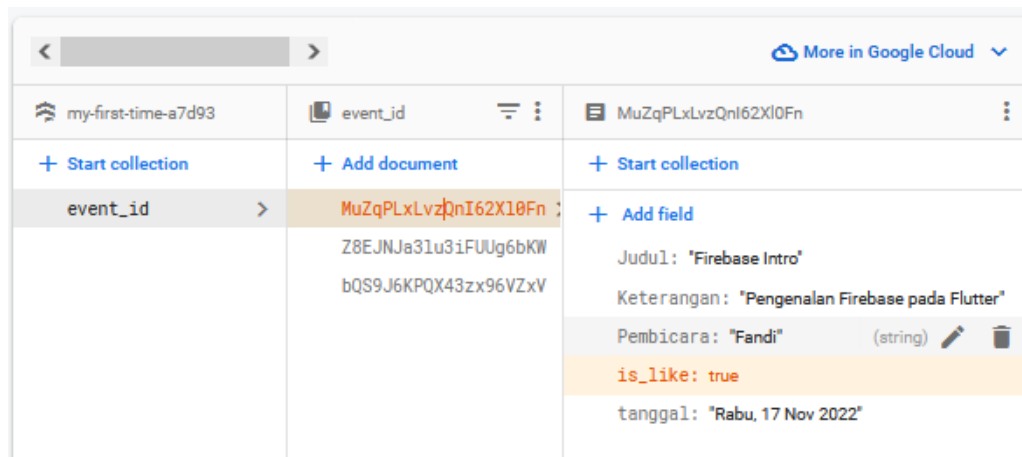 More in Google Cloud
my-first-time-a7d93
event_id
MuZqPLxLvzQnI62Xl0Fn
Start collection
Add document
Start collection
event_id
MuZqPLxLvzQnI62Xl0Fn
Z8EJNJa3lu3iFUUg6bKW
bQS9J6KPQX43zx96VZxV
Add field
Judul: "Firebase Intro"
Keterangan: "Pengenalan Firebase pada Flutter"
Pembicara: "Fandi" (string)
is_like: true
tanggal: "Rabu, 17 Nov 2022"